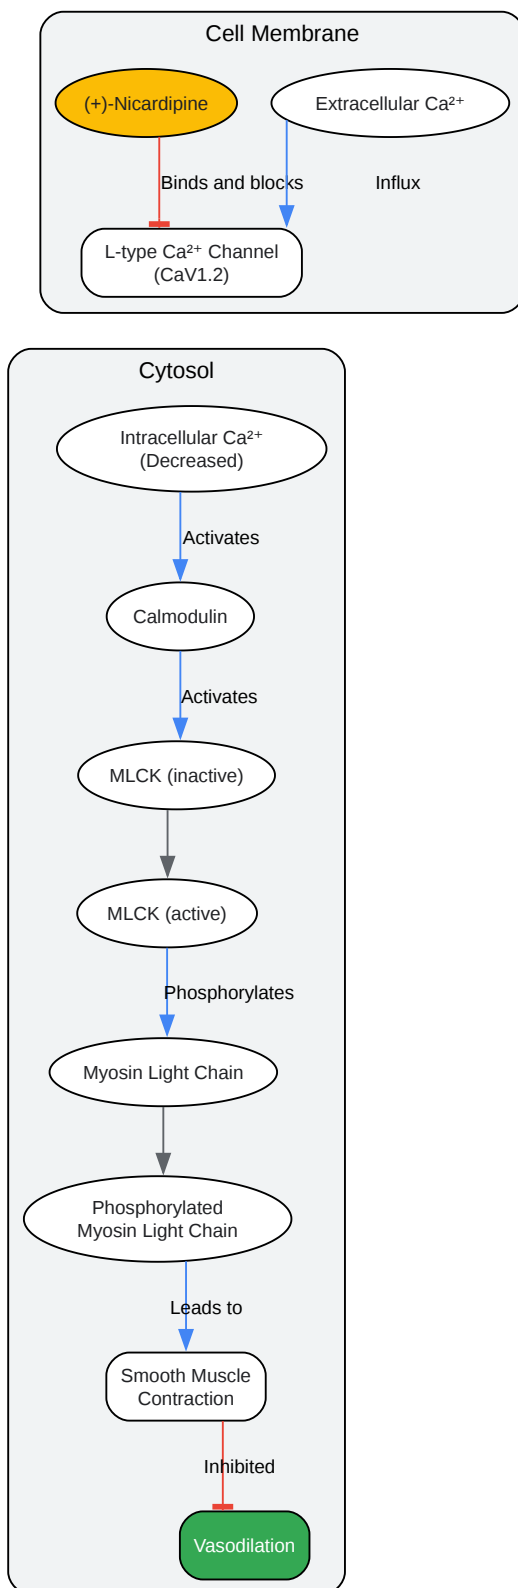 Cell Membrane
(+)-Nicardipine
Extracellular Ca²⁺
Binds and blocks
Influx
L-type Ca²⁺ Channel
(CaV1.2)
Cytosol
Intracellular Ca²⁺
(Decreased)
Activates
Calmodulin
Activates
MLCK (inactive)
MLCK (active)
Phosphorylates
Myosin Light Chain
Phosphorylated
Myosin Light Chain
Leads to
Smooth Muscle
Contraction
Inhibited
Vasodilation